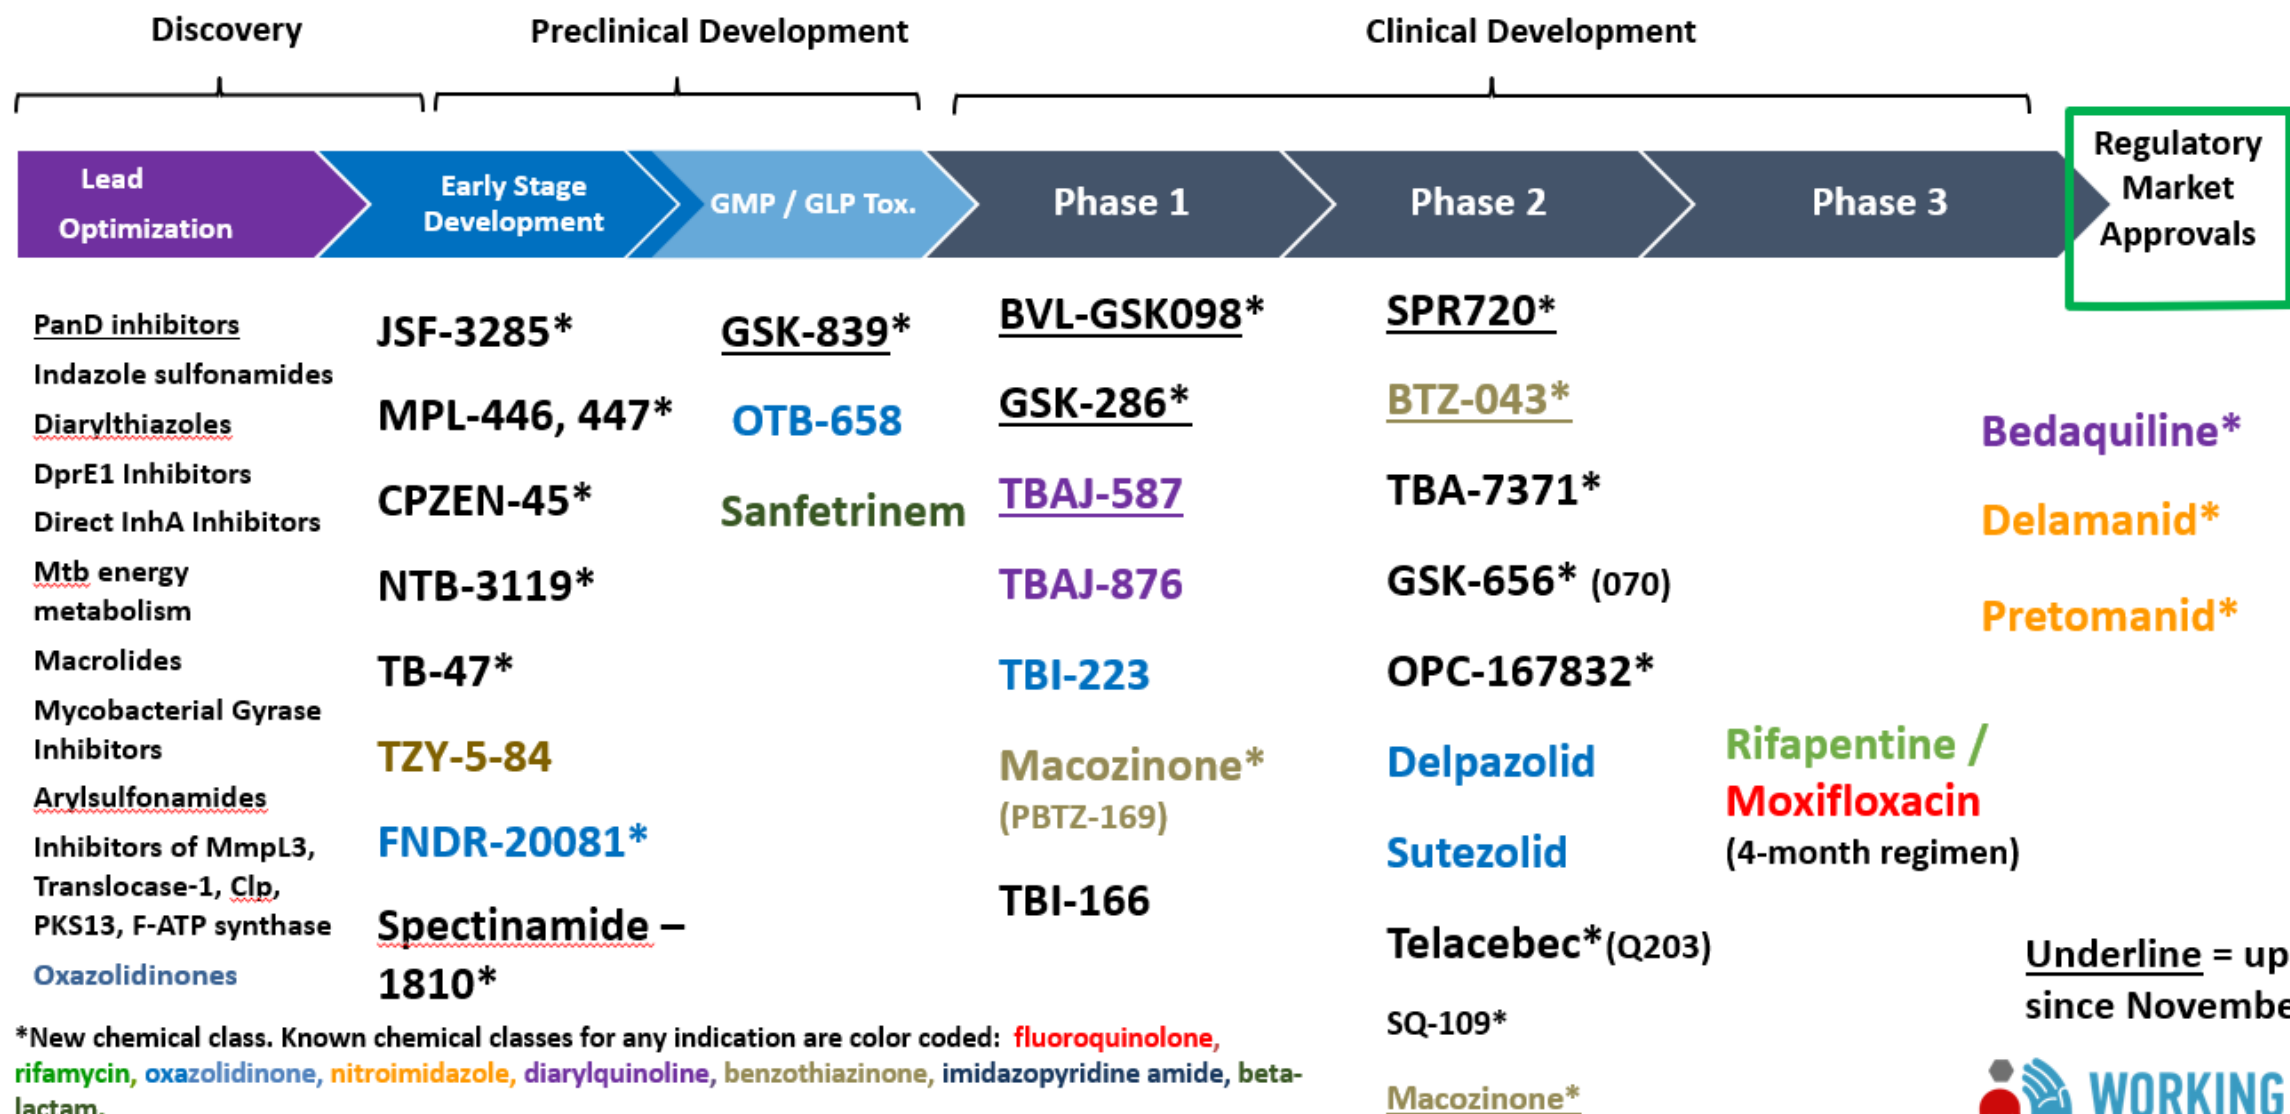 Discovery
Preclinical Development
Clinical Development
Lead
Optimization
Early Stage
Development
GMP / GLP Tox.
Phase 1
Phase 2
Phase 3
Regulatory
Market
Approvals
PanD inhibitors
Indazole sulfonamides
Diarylthiazoles
DprE1 Inhibitors
Direct InhA Inhibitors
Mtb energy
metabolism
Macrolides
Mycobacterial Gyrase
Inhibitors
Arylsulfonamides
Inhibitors of MmpL3,
Translocase-1, Clp,
PKS13, F-ATP synthase
Oxazolidinones
JSF-3285*
MPL-446, 447*
CPZEN-45*
NTB-3119*
TB-47*
TZY-5-84
FNDR-20081*
Spectinamide –
1810*
GSK-839*
OTB-658
Sanfetrinem
BVL-GSK098*
GSK-286*
TBAJ-587
TBAJ-876
TBI-223
Macozinone*
(PBTZ-169)
TBI-166
SPR720*
BTZ-043*
TBA-7371*
GSK-656* (070)
OPC-167832*
Delpazolid
Sutezolid
Telacebec*(Q203)
SQ-109*
Macozinone*
Rifapentine /
Moxifloxacin
(4-month regimen)
Bedaquiline*
Delamanid*
Pretomanid*
Underline = up
since Novembe
*New chemical class. Known chemical classes for any indication are color coded: fluoroquinolone,
rifamycin, oxazolidinone, nitroimidazole, diarylquinoline, benzothiazinone, imidazopyridine amide, beta-
lactam.
WORKING